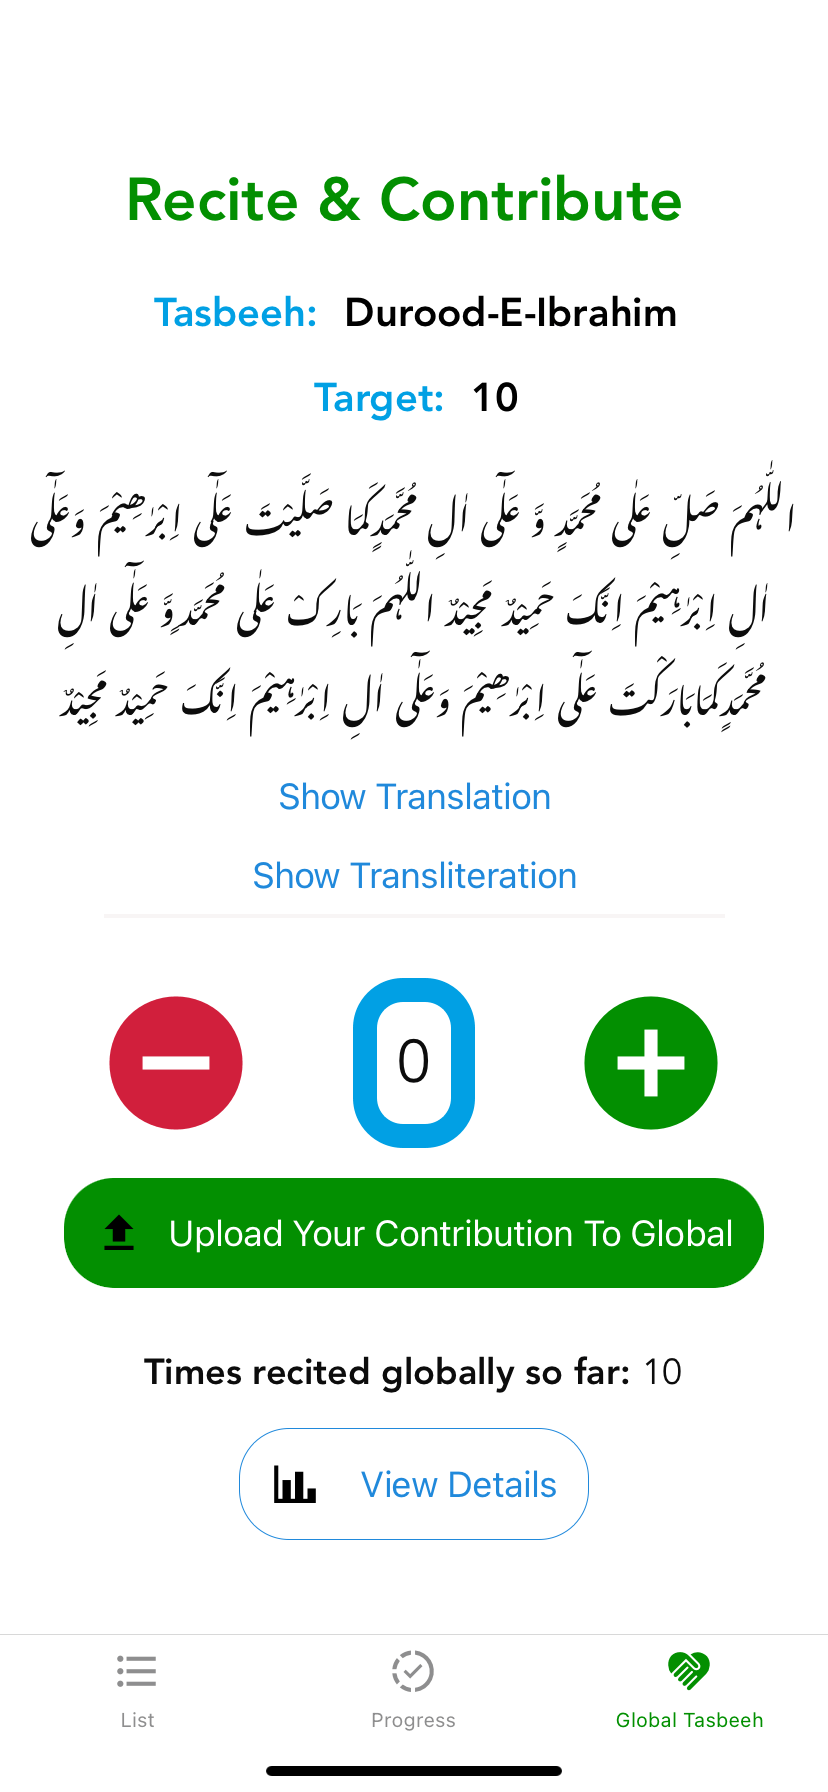 Recite & Contribute
Tasbeeh: Durood-E-Ibrahim
Target: 10
اللّٰہُمَّ صَلِّ عَلٰی مُحَمَّدٍ وَّ عَلٰٓی اٰلِ مُحَمَّدٍکَمَا صَلَّیْتَ عَلٰٓی اِبْرٰھِیْمَ وَعَلٰٓی
اٰلِ اِبْرٰہِیْمَ اِنَّکَ حَمِیْدٌ مَجِیْدٌ اللّٰہُمَّ بَارِکْ عَلٰی مُحَمَّدٍوَّ عَلٰٓی اٰلِ
مُحَمَّدٍکَمَابَارَکْتَ عَلٰٓی اِبْرٰھِیْمَ وَعَلٰٓی اٰلِ اِبْرٰہِیْمَ اِنَّکَ حَمِیْدٌ مَجِیْدٌ
Show Translation
Show Transliteration
0
Upload Your Contribution To Global
Times recited globally so far: 10
View Details
List
Progress
Global Tasbeeh